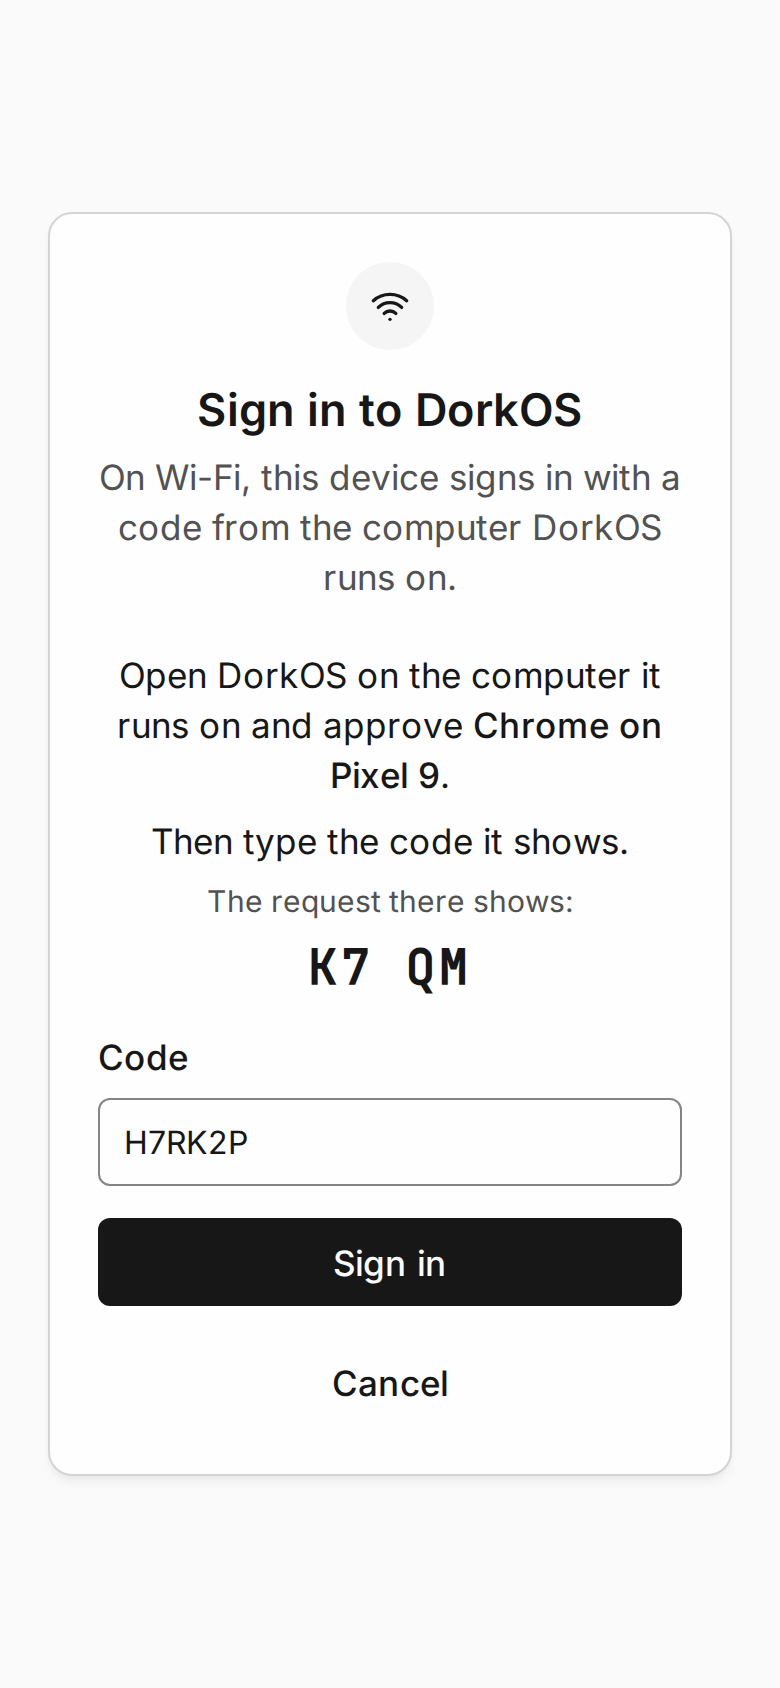 Sign in to DorkOS
On Wi-Fi, this device signs in with a
code from the computer DorkOS
runs on.
Open DorkOS on the computer it
runs on and approve Chrome on
Pixel 9.
Then type the code it shows.
The request there shows:
K7 QM
Code
H7RK2P
Sign in
Cancel